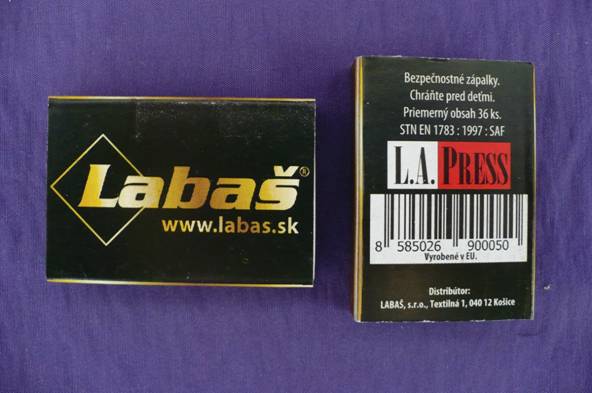 Labaš®
www.labas.sk
Bezpečnostné zápalky.
Chráňte pred deťmi.
Priemerný obsah 36 ks.
STN EN 1783 : 1997 : SAF
L.A. PRESS
8 585026 900050
Vyrobené v EU.
Distribútor:
LABAŠ, s.r.o., Textilná 1, 040 12 Košice